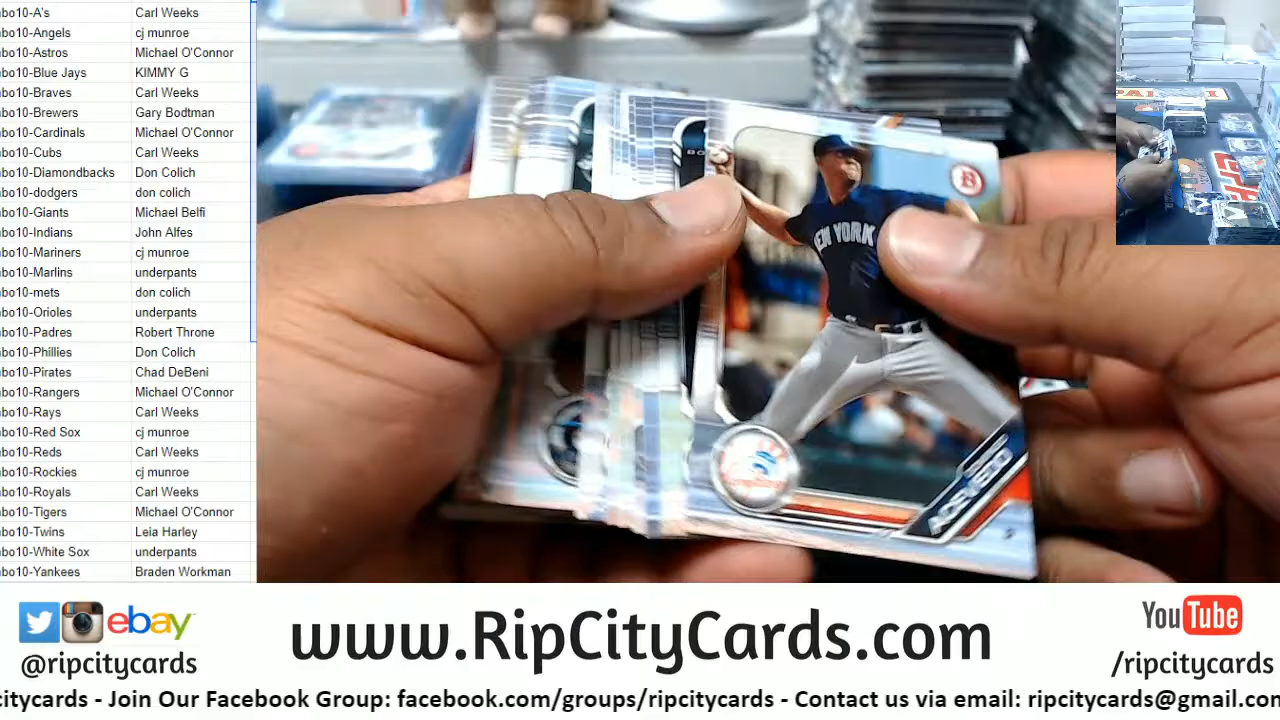 bo10-A's Carl Weeks
bo10-Angels cj munroe
bo10-Astros Michael O'Connor
bo10-Blue Jays KIMMY G
bo10-Braves Carl Weeks
bo10-Brewers Gary Bodtman
bo10-Cardinals Michael O'Connor
bo10-Cubs Carl Weeks
bo10-Diamondbacks Don Colich
bo10-dodgers don colich
bo10-Giants Michael Belfi
bo10-Indians John Alfes
bo10-Mariners cj munroe
bo10-Marlins underpants
bo10-mets don colich
bo10-Orioles underpants
bo10-Padres Robert Throne
bo10-Phillies Don Colich
bo10-Pirates Chad DeBeni
bo10-Rangers Michael O'Connor
bo10-Rays Carl Weeks
bo10-Red Sox cj munroe
bo10-Reds Carl Weeks
bo10-Rockies cj munroe
bo10-Royals Carl Weeks
bo10-Tigers Michael O'Connor
bo10-Twins Leia Harley
bo10-White Sox underpants
bo10-Yankees Braden Workman
NEW YORK
B
ebay
@ripcitycards
www.RipCityCards.com
YouTube
/ripcitycards
citycards - Join Our Facebook Group: facebook.com/groups/ripcitycards - Contact us via email: ripcitycards@gmail.com